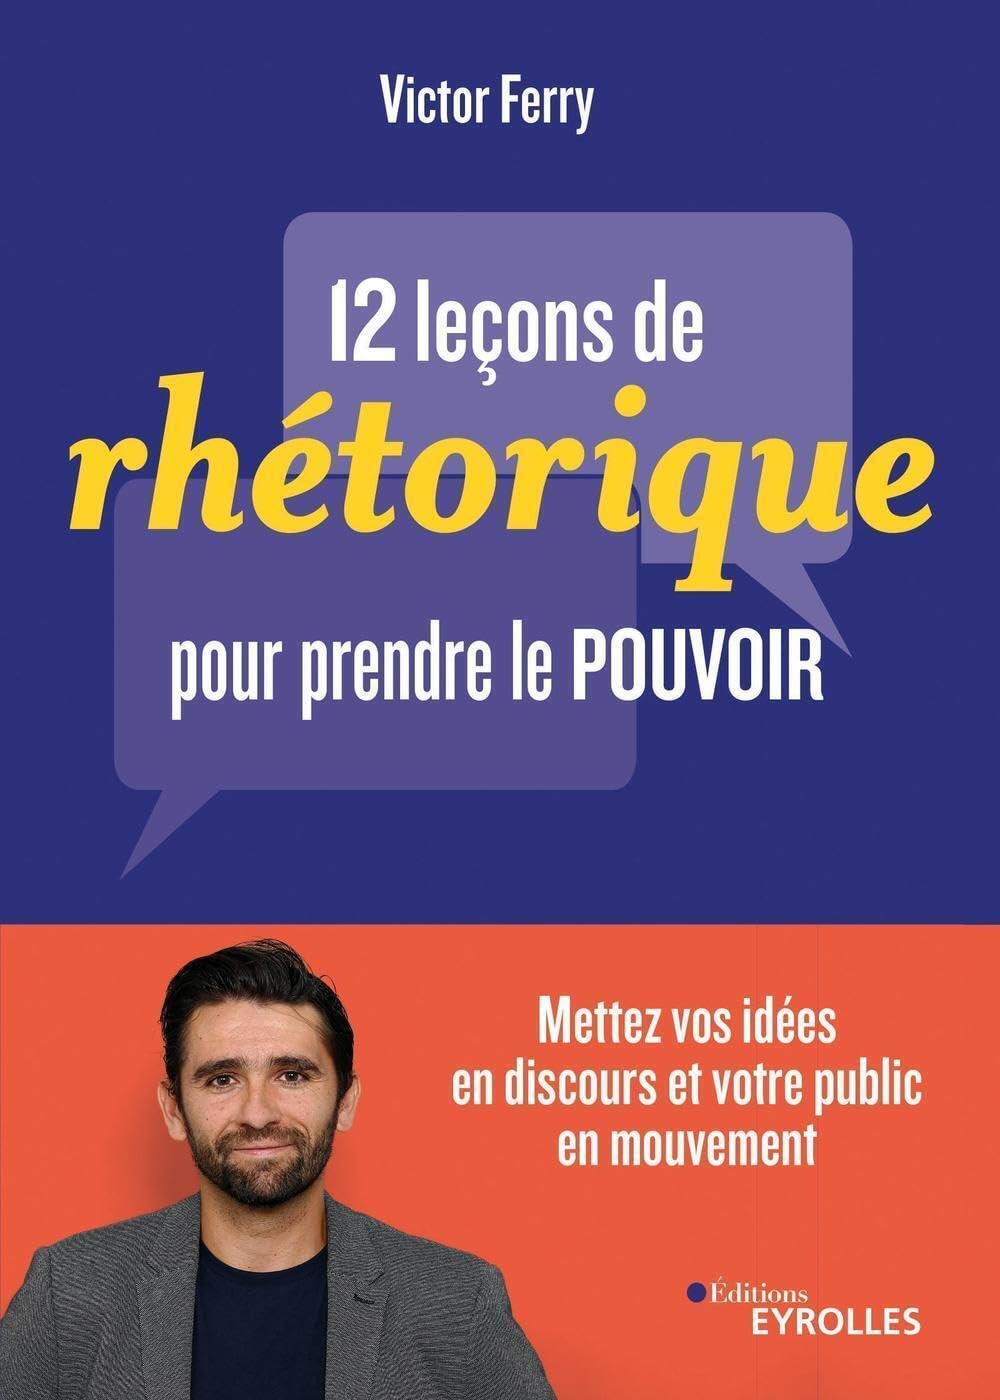 Victor Ferry
12 leçons de
rhétorique
pour prendre le POUVOIR
Mettez vos idées
en discours et votre public
en mouvement
Éditions
EYROLLES